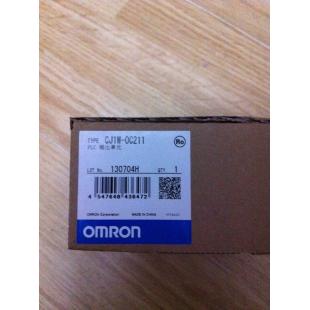 TYPE CJ1W-OC211
PLC 输出单元
LOT No. 130704H QTY 1
4 547648 436472
OMRON Corporation MADE IN CHINA
OMRON